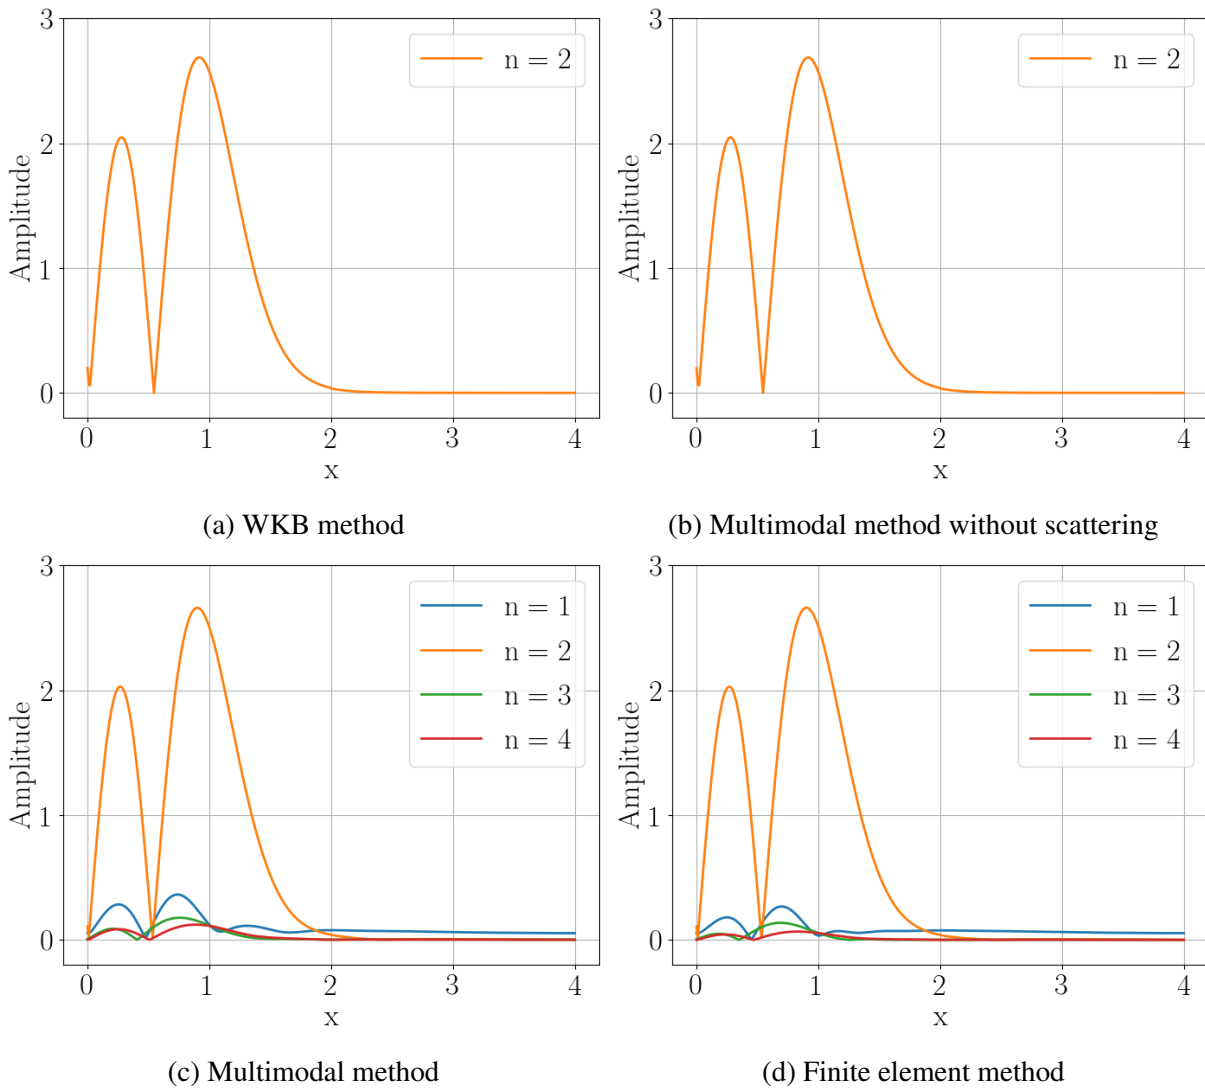 3
2
1
0
Amplitude
n = 2
0 1 2 3 4
x
(a) WKB method
3
2
1
0
Amplitude
n = 2
0 1 2 3 4
x
(b) Multimodal method without scattering
3
2
1
0
Amplitude
n = 1
n = 2
n = 3
n = 4
0 1 2 3 4
x
(c) Multimodal method
3
2
1
0
Amplitude
n = 1
n = 2
n = 3
n = 4
0 1 2 3 4
x
(d) Finite element method